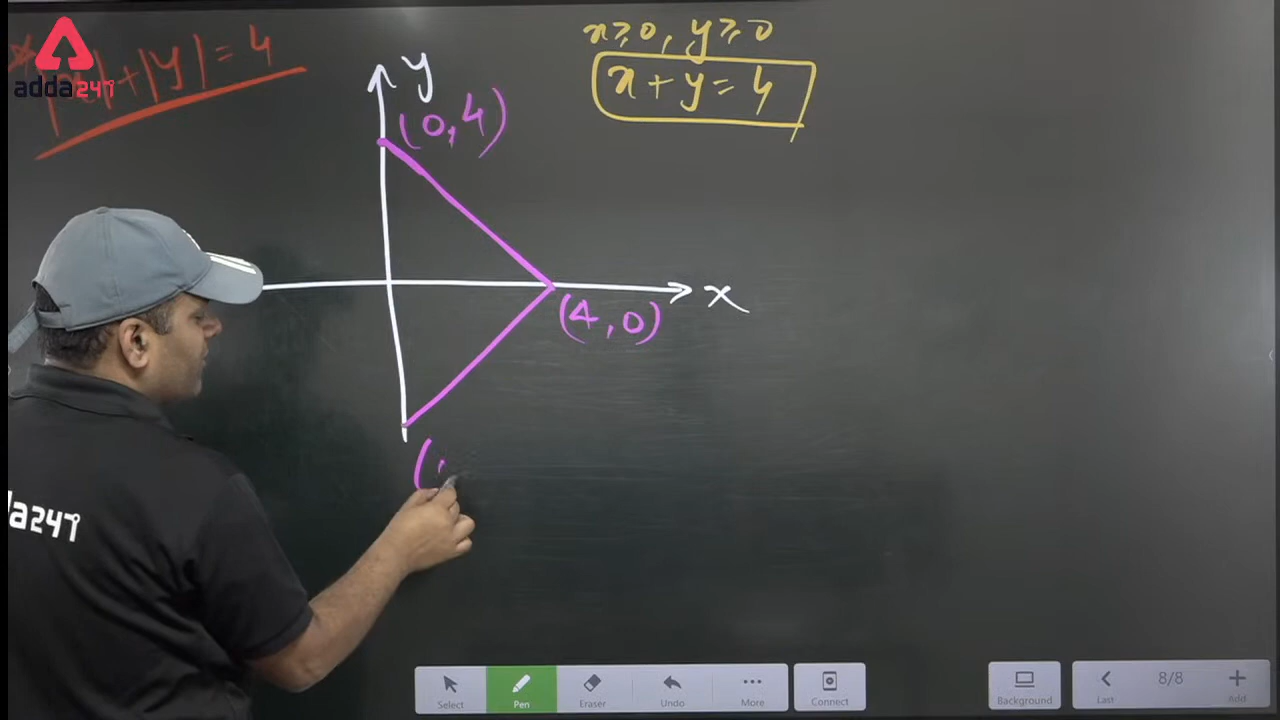 adda247
|x|+|y|=4
x≥0, y≥0
x+y=4
y
(0,4)
x
(4,0)
(
da247
Select
Pen
Eraser
Undo
More
Connect
Background
Last
8/8
Add